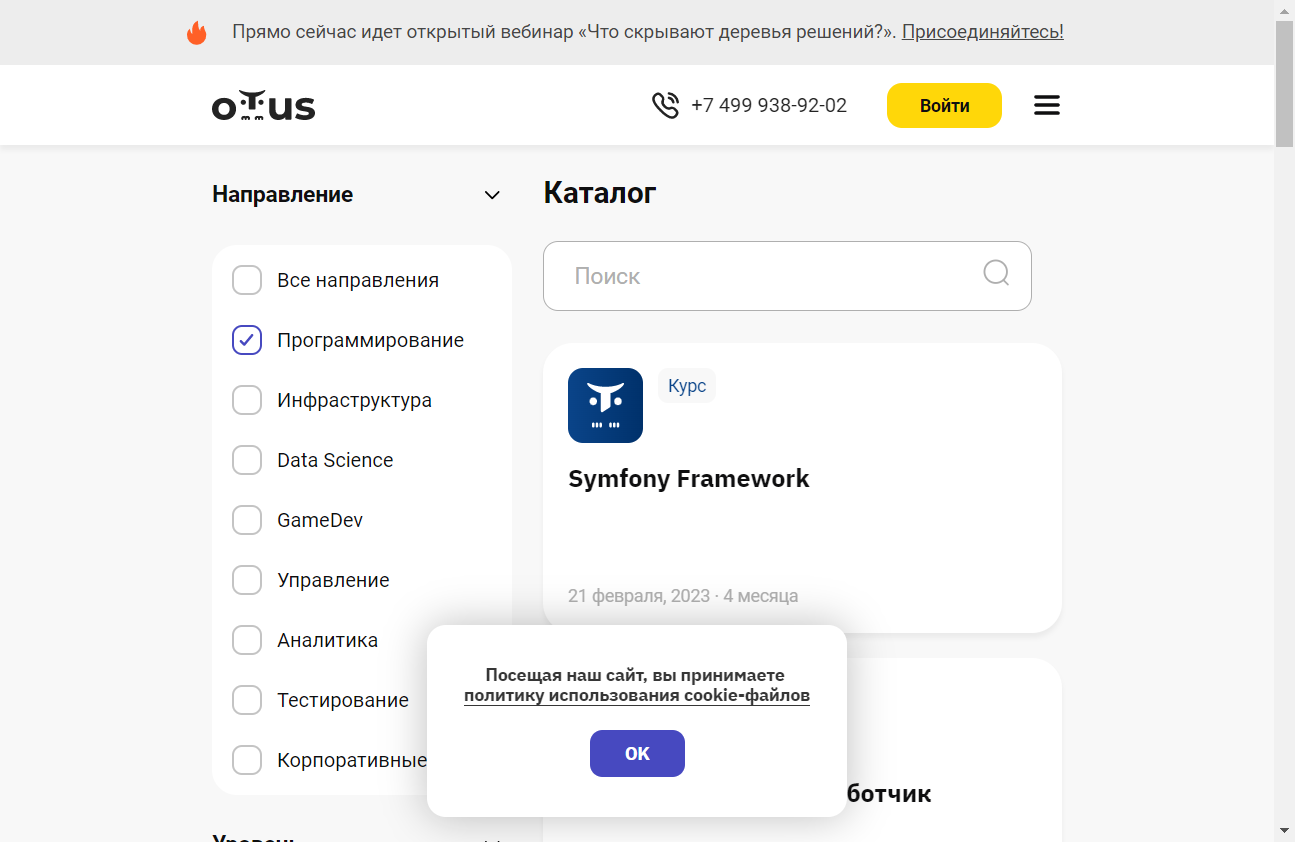 Прямо сейчас идет открытый вебинар «Что скрывают деревья решений?». Присоединяйтесь!
OTUS
+7 499 938-92-02
Войти
Направление
Все направления
Программирование
Инфраструктура
Data Science
GameDev
Управление
Аналитика
Тестирование
Корпоративные
Уровень
Каталог
Поиск
Курс
Symfony Framework
21 февраля, 2023 · 4 месяца
ботчик
Посещая наш сайт, вы принимаете
политику использования cookie-файлов
OK